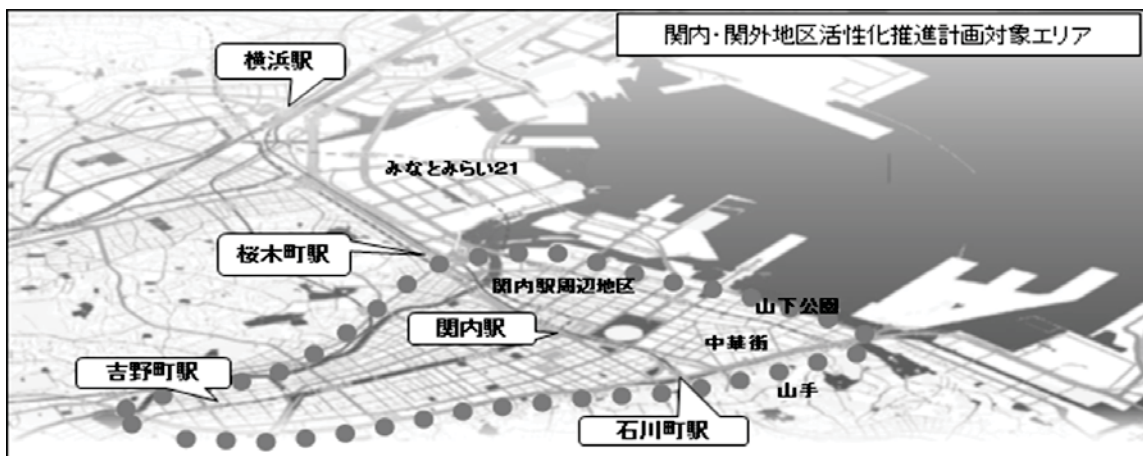 関内・関外地区活性化推進計画対象エリア
横浜駅
みなとみらい21
桜木町駅
関内駅周辺地区
山下公園
関内駅
中華街
吉野町駅
山手
石川町駅